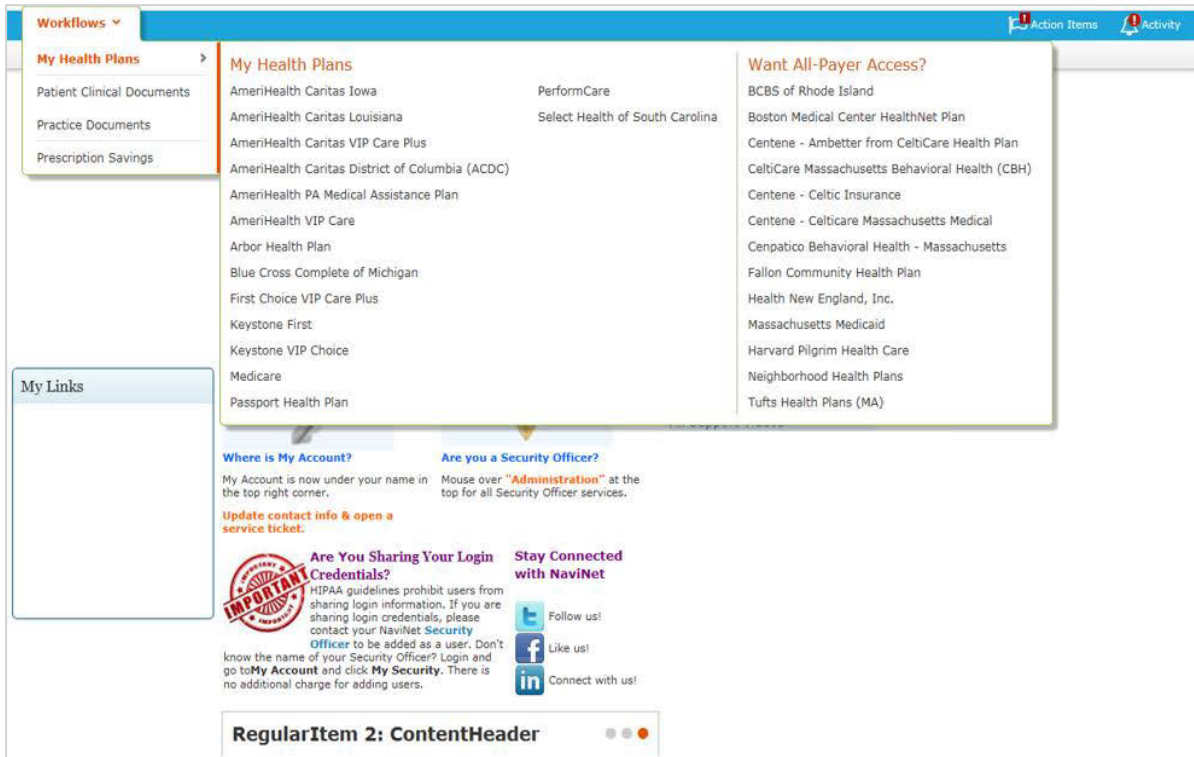 Workflows
Action Items
Activity
My Health Plans
Patient Clinical Documents
Practice Documents
Prescription Savings
My Health Plans
AmeriHealth Caritas Iowa
AmeriHealth Caritas Louisiana
AmeriHealth Caritas VIP Care Plus
AmeriHealth Caritas District of Columbia (ACDC)
AmeriHealth PA Medical Assistance Plan
AmeriHealth VIP Care
Arbor Health Plan
Blue Cross Complete of Michigan
First Choice VIP Care Plus
Keystone First
Keystone VIP Choice
Medicare
Passport Health Plan
PerformCare
Select Health of South Carolina
Want All-Payer Access?
BCBS of Rhode Island
Boston Medical Center HealthNet Plan
Centene - Ambetter from CeltiCare Health Plan
CeltiCare Massachusetts Behavioral Health (CBH)
Centene - Celtic Insurance
Centene - Celticare Massachusetts Medical
Cenpatico Behavioral Health - Massachusetts
Fallon Community Health Plan
Health New England, Inc.
Massachusetts Medicaid
Harvard Pilgrim Health Care
Neighborhood Health Plans
Tufts Health Plans (MA)
My Links
Where is My Account?
My Account is now under your name in
the top right corner.
Update contact info & open a
service ticket.
Are you a Security Officer?
Mouse over "Administration" at the
top for all Security Officer services.
IMPORTANT
Are You Sharing Your Login
Credentials?
HIPAA guidelines prohibit users from
sharing login information. If you are
sharing login credentials, please
contact your NaviNet Security
Officer to be added as a user. Don't
know the name of your Security Officer? Login and
go toMy Account and click My Security. There is
no additional charge for adding users.
Stay Connected
with NaviNet
Follow us!
Like us!
in Connect with us!
RegularItem 2: ContentHeader